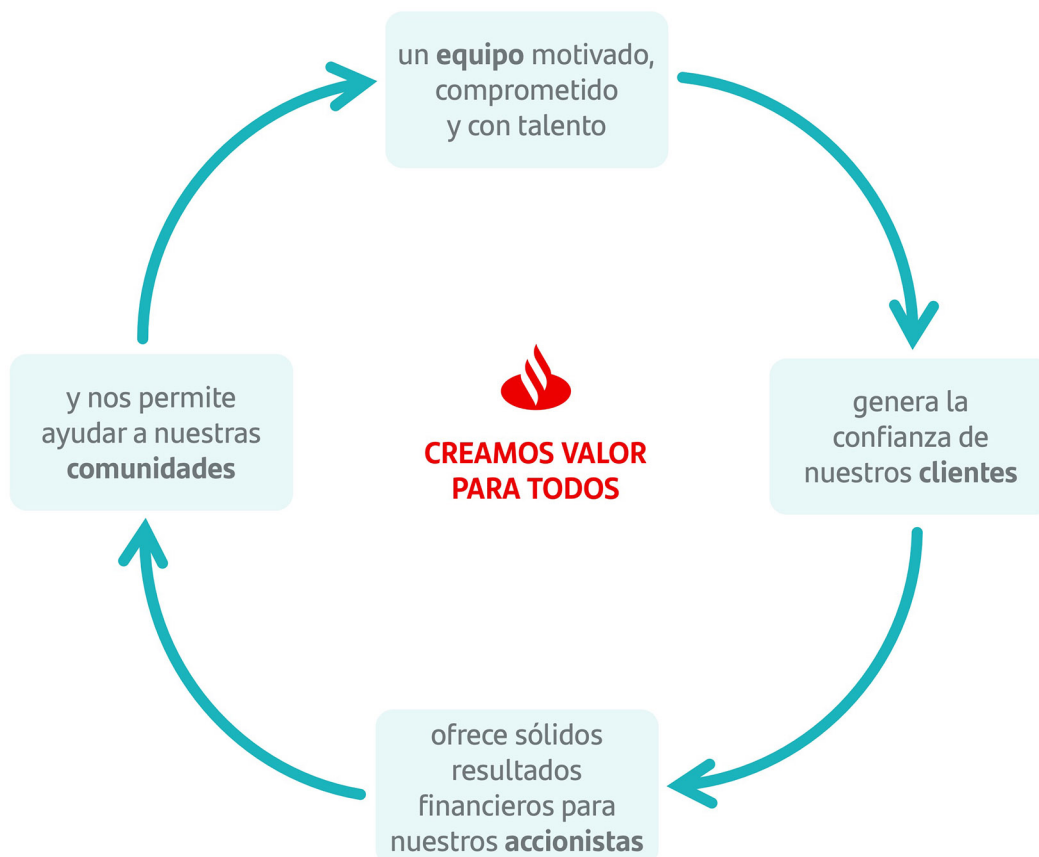 un equipo motivado,
comprometido
y con talento
genera la
confianza de
nuestros clientes
ofrece sólidos
resultados
financieros para
nuestros accionistas
y nos permite
ayudar a nuestras
comunidades
CREAMOS VALOR
PARA TODOS